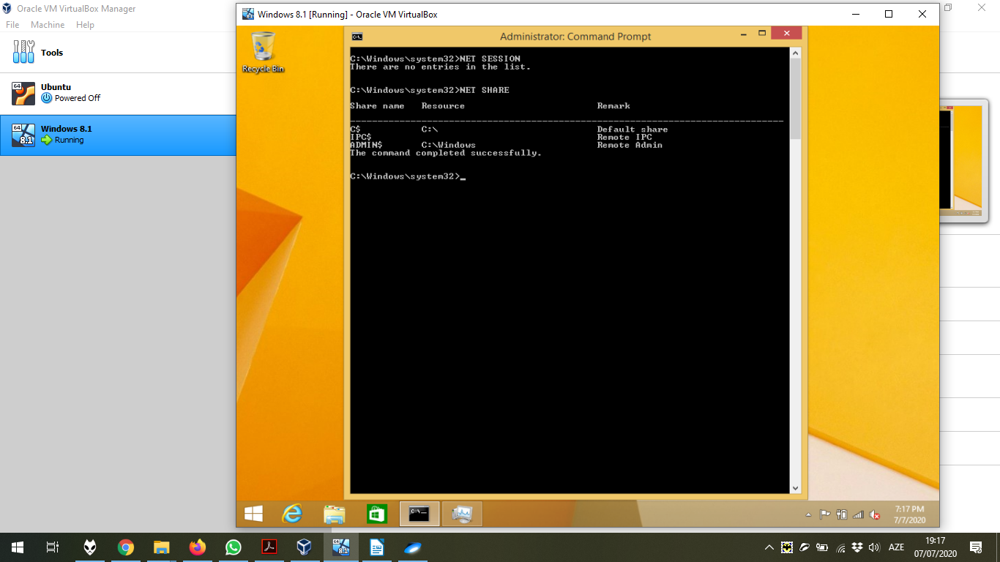 Oracle VM VirtualBox Manager
File Machine Help
Tools
64
Ubuntu
Powered Off
64
8.1
Windows 8.1
Running
Windows 8.1 [Running] - Oracle VM VirtualBox
Recycle Bin
Administrator: Command Prompt
C:\Windows\system32>NET SESSION
There are no entries in the list.
C:\Windows\system32>NET SHARE
Share name Resource Remark
-------------------------------------------------------------------------------
C$ C:\ Default share
IPC$ Remote IPC
ADMIN$ C:\Windows Remote Admin
The command completed successfully.
C:\Windows\system32>_
7:17 PM
7/7/2020
AZE
19:17
07/07/2020